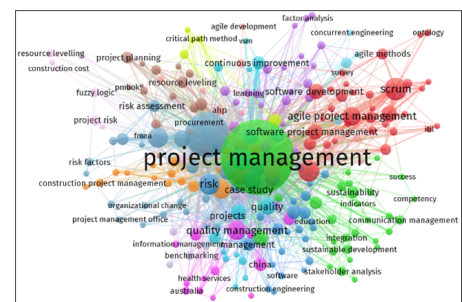 factor analysis
agile development
critical path method
vsm
concurrent engineering
ontology
resource levelling
project planning
agile methods
construction cost
continuous improvement
survey
resource leveling
pmbok
fuzzy logic
learning
software development
scrum
risk assessment
ahp
agile project management
project risk
procurement
software project management
itil
fmea
project management
risk factors
success
construction project management
risk
case study
sustainability
competency
indicators
organizational change
quality
projects
project management office
education
communication management
quality management
integration
information management
management
sustainable development
benchmarking
china
stakeholder analysis
health services
software
australia
construction engineering